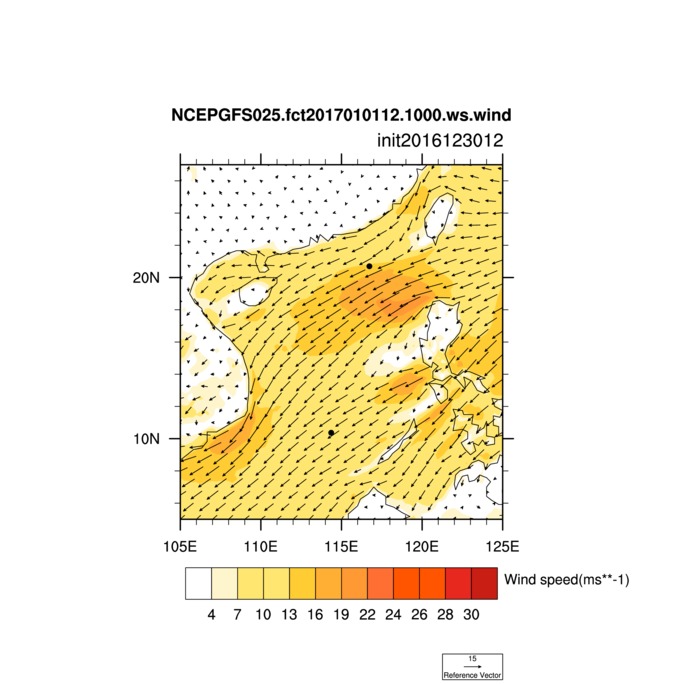 NCEPGFS025.fct2017010112.1000.ws.wind
init2016123012
20N
10N
105E 110E 115E 120E 125E
Wind speed(ms**-1)
4 7 10 13 16 19 22 24 26 28 30
15
Reference Vector